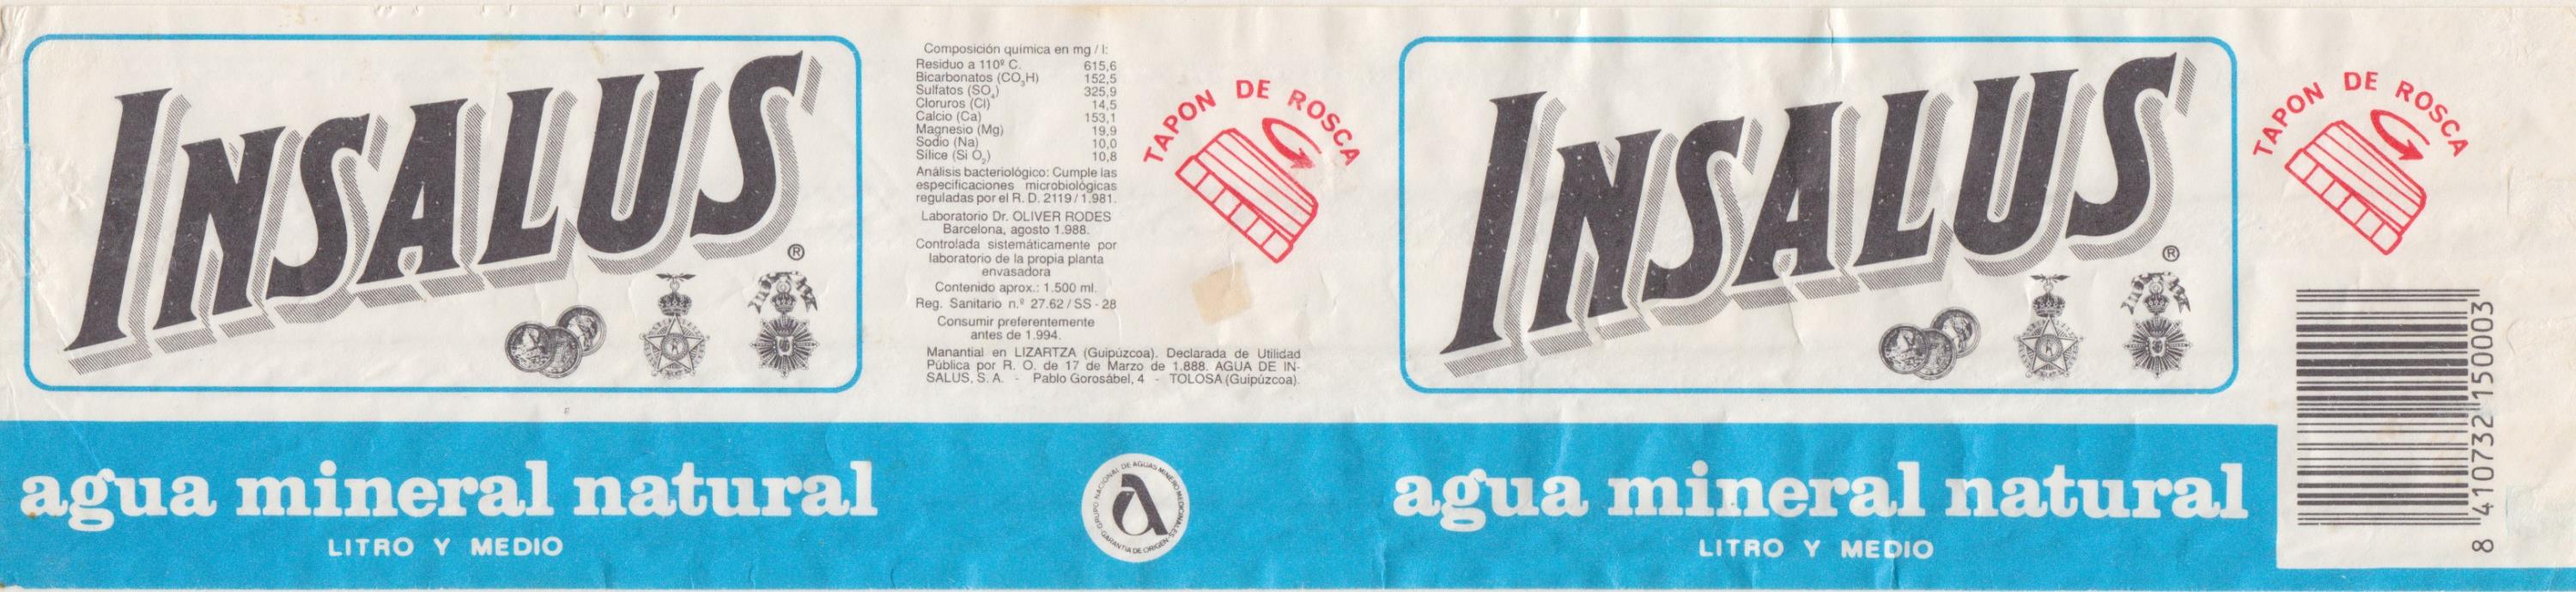 INSALUS
®
agua mineral natural
LITRO Y MEDIO
Composición química en mg / l:
Residuo a 110º C. 615,6
Bicarbonatos (CO₃H) 152,5
Sulfatos (SO₄) 325,9
Cloruros (Cl) 14,5
Calcio (Ca) 153,1
Magnesio (Mg) 19,9
Sodio (Na) 10,0
Sílice (Si O₂) 10,8
Análisis bacteriológico: Cumple las
especificaciones microbiológicas
reguladas por el R. D. 2119 / 1.981.
Laboratorio Dr. OLIVER RODES
Barcelona, agosto 1.988.
Controlada sistemáticamente por
laboratorio de la propia planta
envasadora
Contenido aprox.: 1.500 ml.
Reg. Sanitario n.º 27.62 / SS - 28
Consumir preferentemente
antes de 1.994.
Manantial en LIZARTZA (Guipúzcoa). Declarada de Utilidad
Pública por R. O. de 17 de Marzo de 1.888. AGUA DE IN-
SALUS, S. A. - Pablo Gorosábel, 4 - TOLOSA (Guipúzcoa).
TAPON DE ROSCA
GRUPO NACIONAL DE AGUAS MINERO MEDICINALES
GARANTIA DE ORIGEN
a
INSALUS
®
agua mineral natural
LITRO Y MEDIO
TAPON DE ROSCA
8 410732 150003